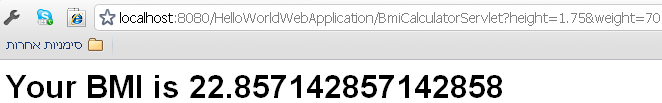 localhost:8080/HelloWorldWebApplication/BmiCalculatorServlet?height=1.75&weight=70
סימניות אחרות
Your BMI is 22.857142857142858